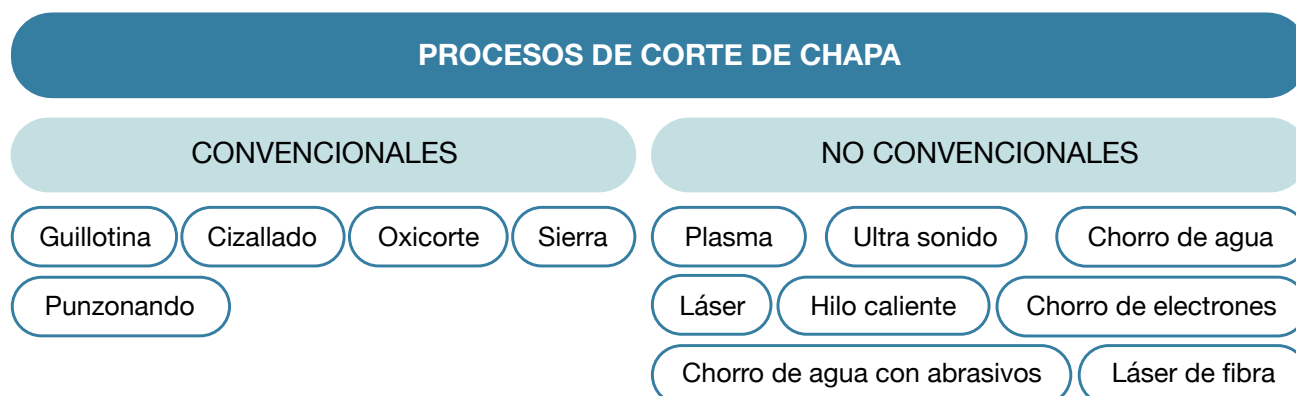 PROCESOS DE CORTE DE CHAPA
CONVENCIONALES
Guillotina
Cizallado
Oxicorte
Sierra
Punzonando
NO CONVENCIONALES
Plasma
Ultra sonido
Chorro de agua
Láser
Hilo caliente
Chorro de electrones
Chorro de agua con abrasivos
Láser de fibra